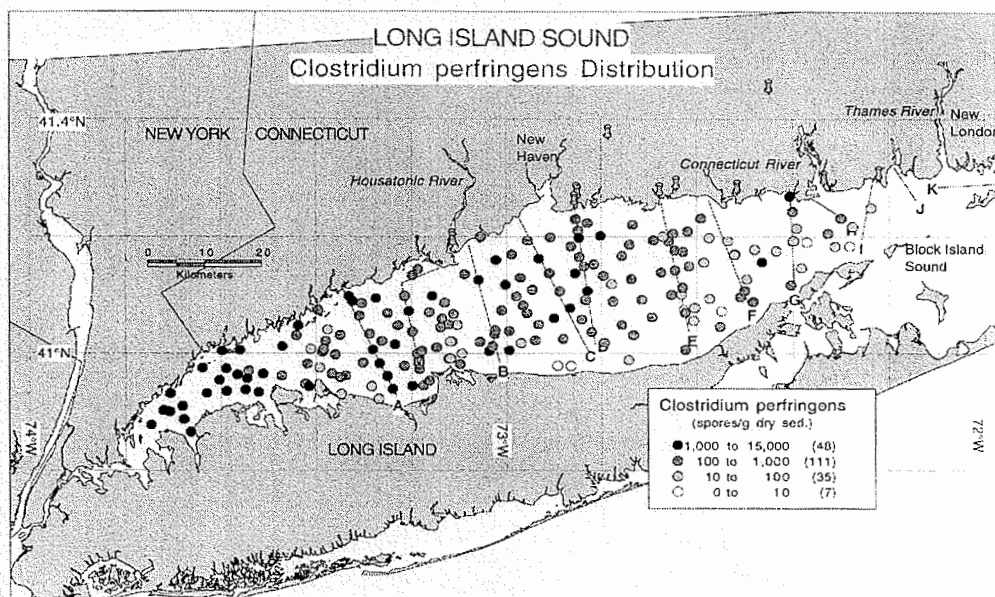 LONG ISLAND SOUND
Clostridium perfringens Distribution
41.4°N
NEW YORK
CONNECTICUT
Thames River
New
London
New
Haven
Connecticut River
Housatonic River
K
J
I
H
Block Island
Sound
0 10 20
Kilometers
G
F
E
D
C
B
A
41°N
74°W
73°W
72°W
LONG ISLAND
Clostridium perfringens
(spores/g dry sed.)
1,000 to 15,000 (48)
100 to 1,000 (111)
10 to 100 (35)
0 to 10 (7)